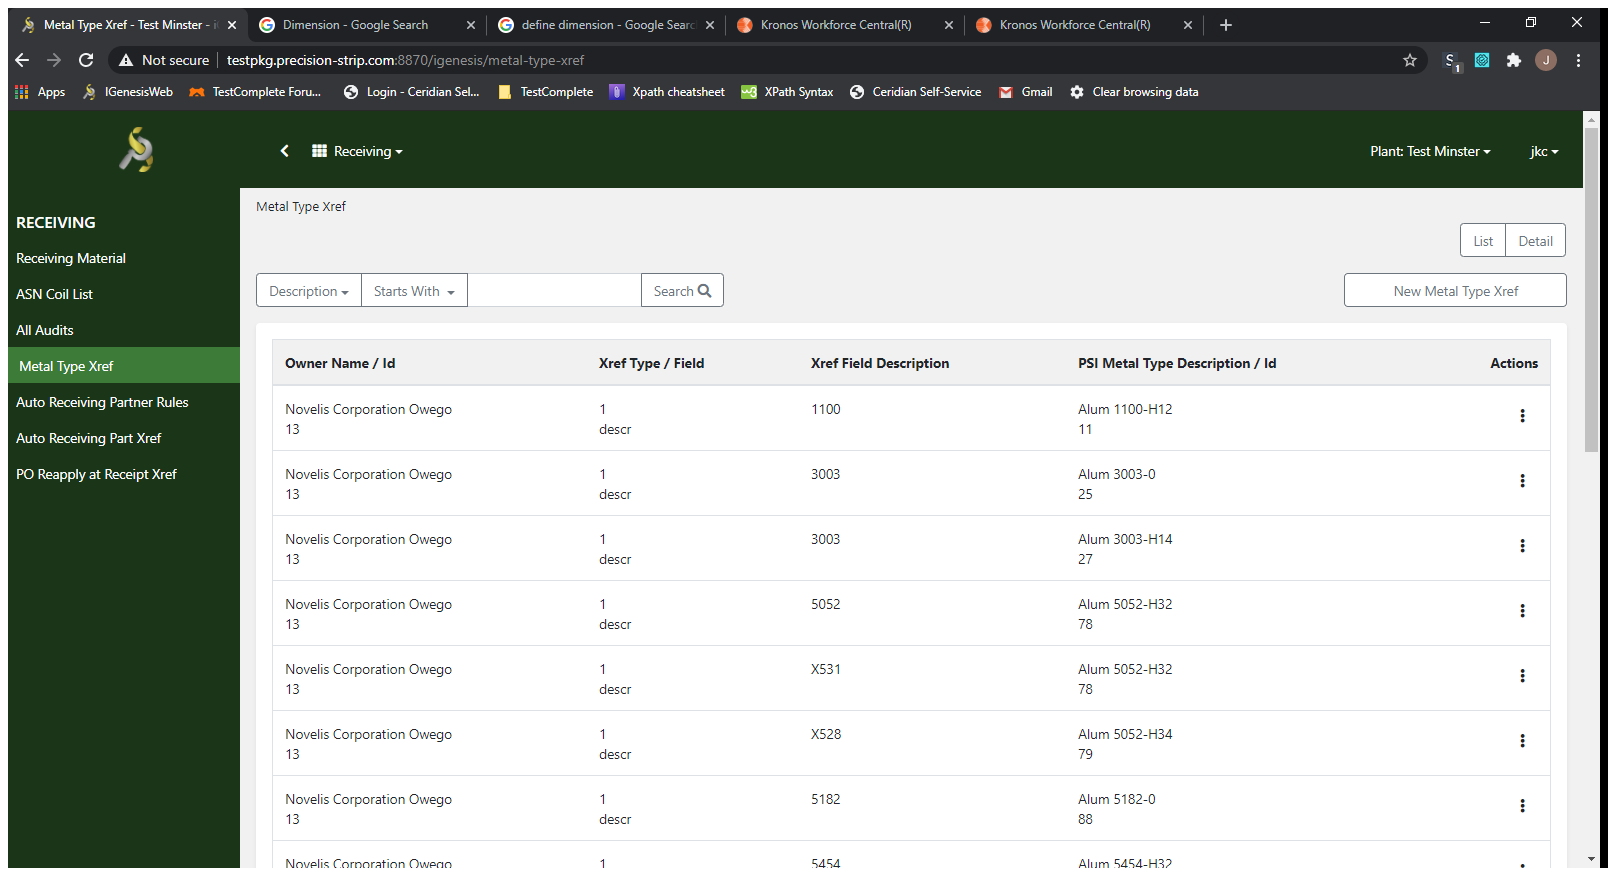 Metal Type Xref - Test Minster - i
Dimension - Google Search
define dimension - Google Searc
Kronos Workforce Central(R)
Kronos Workforce Central(R)
Not secure
testpkg.precision-strip.com:8870/igenesis/metal-type-xref
S 1
J
Apps
IGenesisWeb
TestComplete Foru...
Login - Ceridian Sel...
TestComplete
Xpath cheatsheet
XPath Syntax
Ceridian Self-Service
Gmail
Clear browsing data
Receiving
Plant: Test Minster
jkc
RECEIVING
Receiving Material
ASN Coil List
All Audits
Metal Type Xref
Auto Receiving Partner Rules
Auto Receiving Part Xref
PO Reapply at Receipt Xref
Metal Type Xref
List
Detail
Description
Starts With
Search
New Metal Type Xref
Owner Name / Id Xref Type / Field Xref Field Description PSI Metal Type Description / Id Actions
Novelis Corporation Owego 1 1100 Alum 1100-H12
13 descr 11
Novelis Corporation Owego 1 3003 Alum 3003-0
13 descr 25
Novelis Corporation Owego 1 3003 Alum 3003-H14
13 descr 27
Novelis Corporation Owego 1 5052 Alum 5052-H32
13 descr 78
Novelis Corporation Owego 1 X531 Alum 5052-H32
13 descr 78
Novelis Corporation Owego 1 X528 Alum 5052-H34
13 descr 79
Novelis Corporation Owego 1 5182 Alum 5182-0
13 descr 88
Novelis Corporation Owego 1 5454 Alum 5454-H32